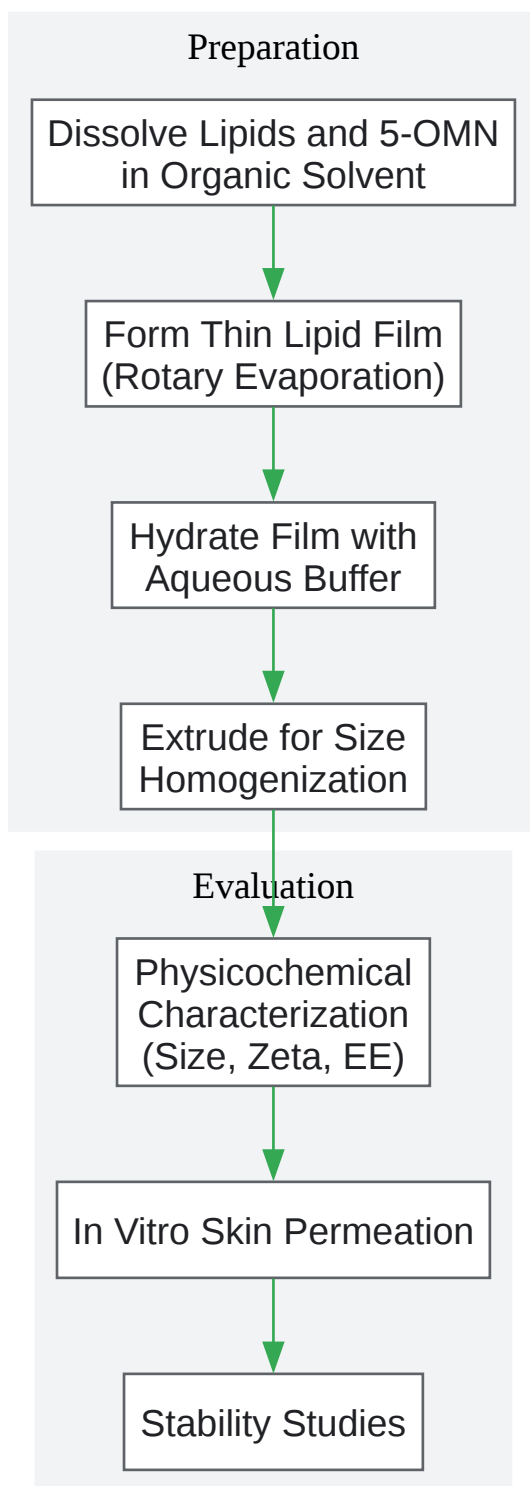 Preparation
Dissolve Lipids and 5-OMN
in Organic Solvent
Form Thin Lipid Film
(Rotary Evaporation)
Hydrate Film with
Aqueous Buffer
Extrude for Size
Homogenization
Evaluation
Physicochemical
Characterization
(Size, Zeta, EE)
In Vitro Skin Permeation
Stability Studies